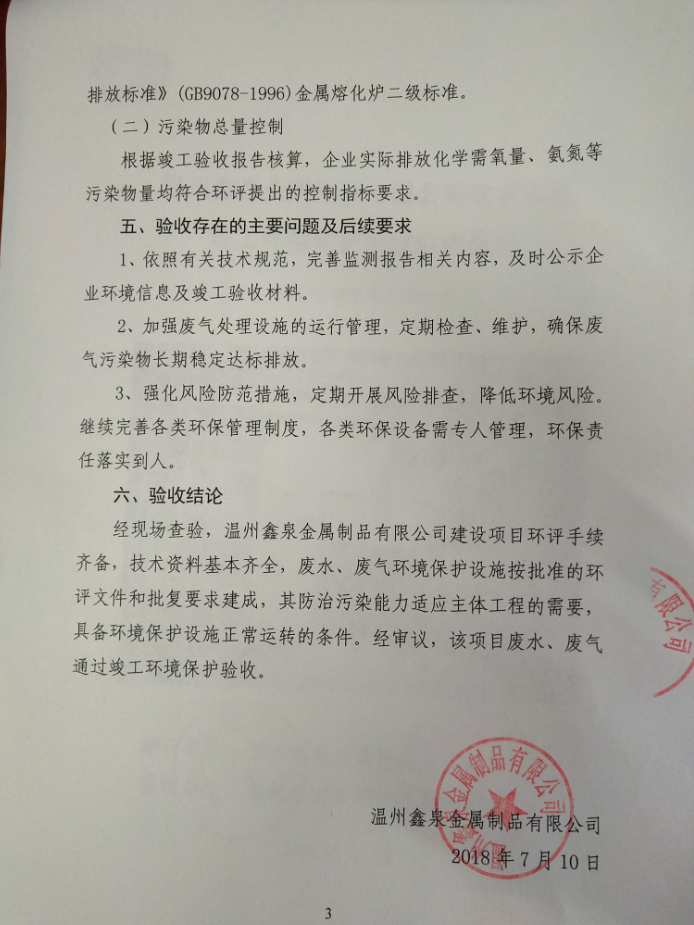 排放标准》(GB9078-1996)金属熔化炉二级标准。
（二）污染物总量控制
根据竣工验收报告核算，企业实际排放化学需氧量、氨氮等
污染物量均符合环评提出的控制指标要求。
五、验收存在的主要问题及后续要求
1、依照有关技术规范，完善监测报告相关内容，及时公示企
业环境信息及竣工验收材料。
2、加强废气处理设施的运行管理，定期检查、维护，确保废
气污染物长期稳定达标排放。
3、强化风险防范措施，定期开展风险排查，降低环境风险。
继续完善各类环保管理制度，各类环保设备需专人管理，环保责
任落实到人。
六、验收结论
经现场查验，温州鑫泉金属制品有限公司建设项目环评手续
齐备，技术资料基本齐全，废水、废气环境保护设施按批准的环
评文件和批复要求建成，其防治污染能力适应主体工程的需要，
具备环境保护设施正常运转的条件。经审议，该项目废水、废气
通过竣工环境保护验收。
有限公司
温州鑫泉金属制品有限公司
温州鑫泉金属制品有限公司
2018年7月10日
3